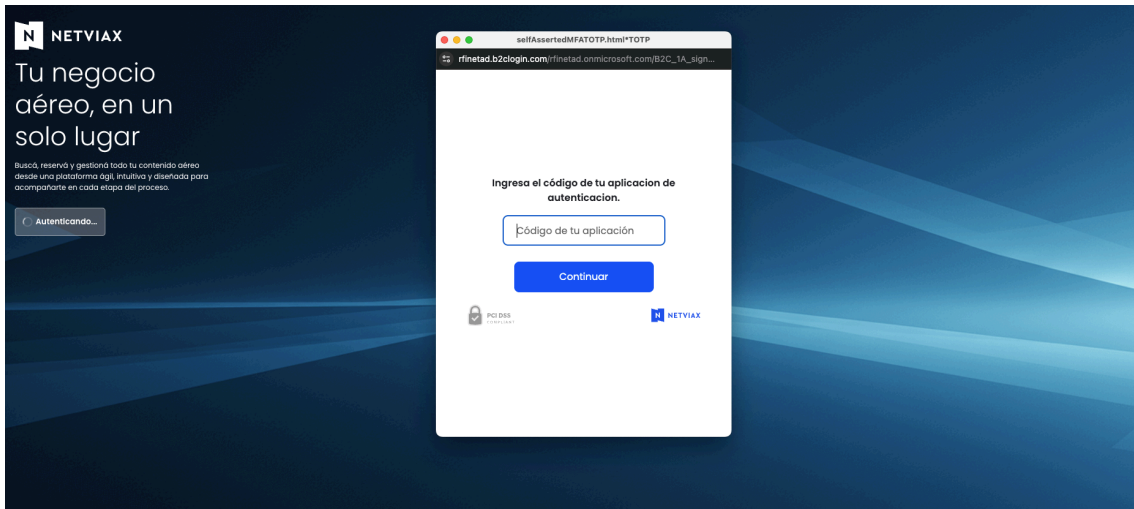 NETVIAX
Tu negocio
aéreo, en un
solo lugar
Buscá, reservá y gestioná todo tu contenido aéreo
desde una plataforma ágil, intuitiva y diseñada para
acompañarte en cada etapa del proceso.
Autenticando...
selfAssertedMFATOTP.html*TOTP
rfinetad.b2clogin.com/rfinetad.onmicrosoft.com/B2C_1A_sign...
Ingresa el código de tu aplicacion de
autenticacion.
Código de tu aplicación
Continuar
PCI DSS
COMPLIANT
NETVIAX